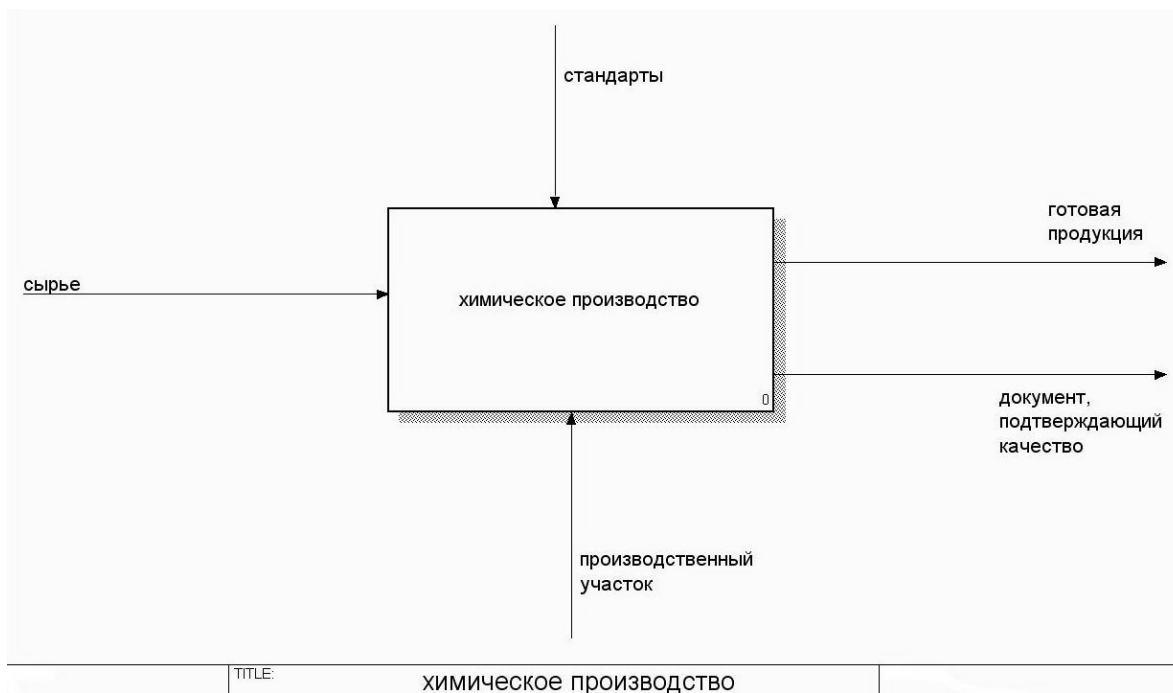 стандарты
готовая
продукция
сырье
химическое производство
0
документ,
подтверждающий
качество
производственный
участок
TITLE:
химическое производство